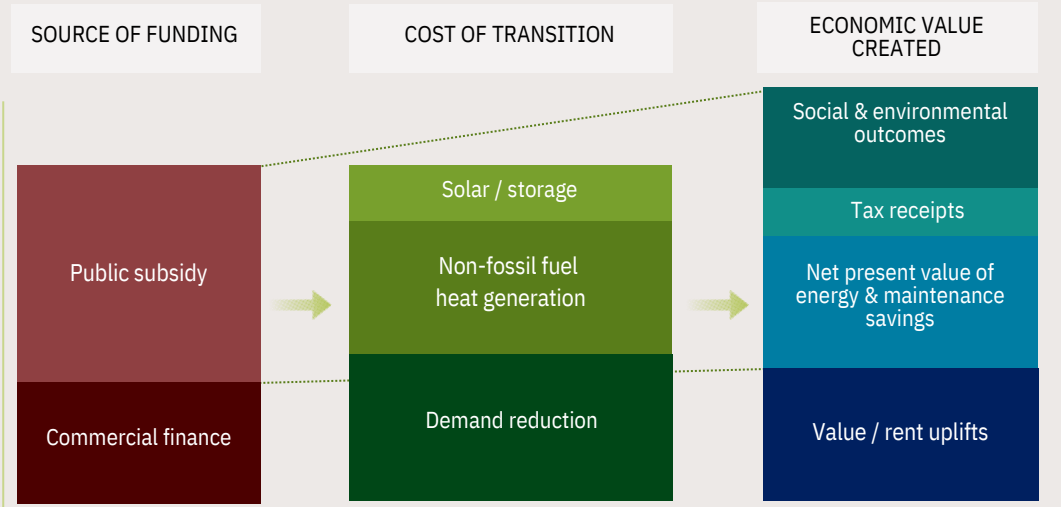 SOURCE OF FUNDING
COST OF TRANSITION
ECONOMIC VALUE
CREATED
Public subsidy
Commercial finance
Solar / storage
Non-fossil fuel
heat generation
Demand reduction
Social & environmental
outcomes
Tax receipts
Net present value of
energy & maintenance
savings
Value / rent uplifts